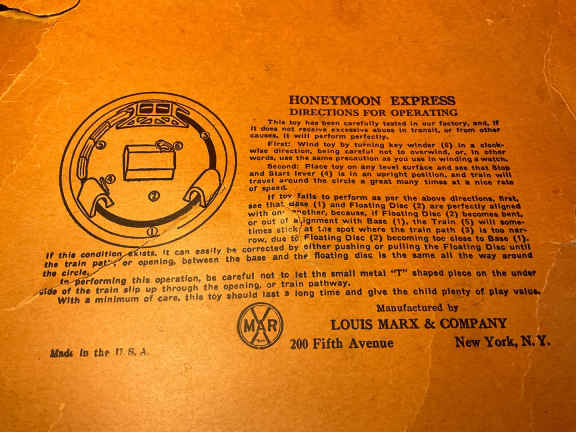 HONEYMOON EXPRESS
DIRECTIONS FOR OPERATING
This toy has been carefully tested in our factory, and, if
it does not receive excessive abuse in transit, or from other
causes, it will perform perfectly.
First: Wind toy by turning key winder (6) in a clock-
wise direction, being careful not to overwind, or, in other
words, use the same precaution as you use in winding a watch.
Second: Place toy on any level surface and see that Stop
and Start lever (4) is in an upright position, and train will
travel around the circle a great many times at a nice rate
of speed.
If toy fails to perform as per the above directions, first,
see that Base (1) and Floating Disc (2) are perfectly aligned
with one another, because, if Floating Disc (2) becomes bent,
or out of alignment with Base (1), the Train (5) will some
times stick at the spot where the train path (3) is too nar-
row, due to Floating Disc (2) becoming too close to Base (1).
If this condition exists, it can easily be corrected by either pushing or pulling the Floating Disc until
the train path, or opening, between the base and the floating disc is the same all the way around
the circle.
In performing this operation, be careful not to let the small metal "T" shaped piece on the under
side of the train slip up through the opening, or train pathway.
With a minimum of care, this toy should last a long time and give the child plenty of play value.
Manufactured by
MAR
LOUIS MARX & COMPANY
200 Fifth Avenue New York, N. Y.
Made in the U. S. A.
5
6
4
2
3
1